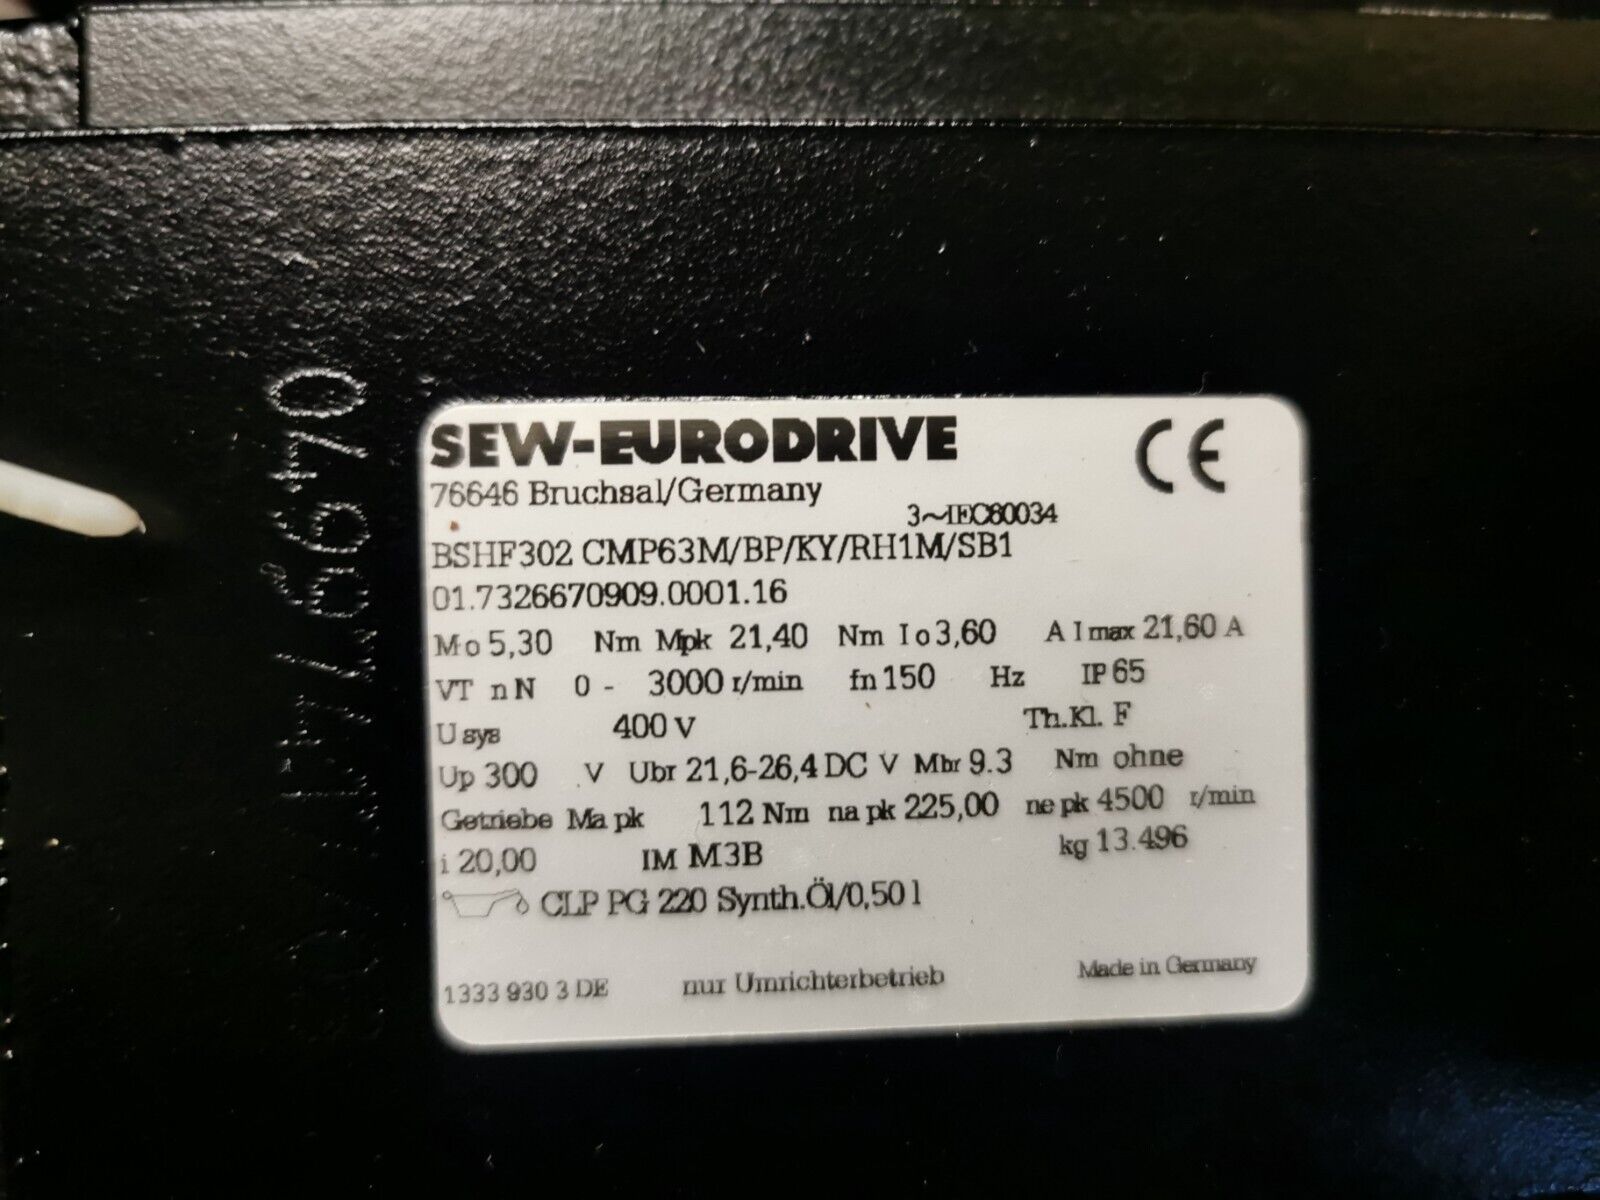 SEW-EURODRIVE CE
76646 Bruchsal/Germany
3~IEC60034
BSHF302 CMP63M/BP/KY/RH1M/SB1
01.7326670909.0001.16
Mo 5,30 Nm Mpk 21,40 Nm Io 3,60 A Imax 21,60 A
VT nN 0 - 3000 r/min fn 150 Hz IP 65
U sys 400 V Th.Kl. F
Up 300 V Ubr 21,6-26,4 DC V Mbr 9.3 Nm ohne
Getriebe Ma pk 112 Nm na pk 225,00 ne pk 4500 r/min
i 20,00 IM M3B kg 13.496
CLP PG 220 Synth.Öl/0,50 l
1333 930 3 DE nur Umrichterbetrieb Made in Germany